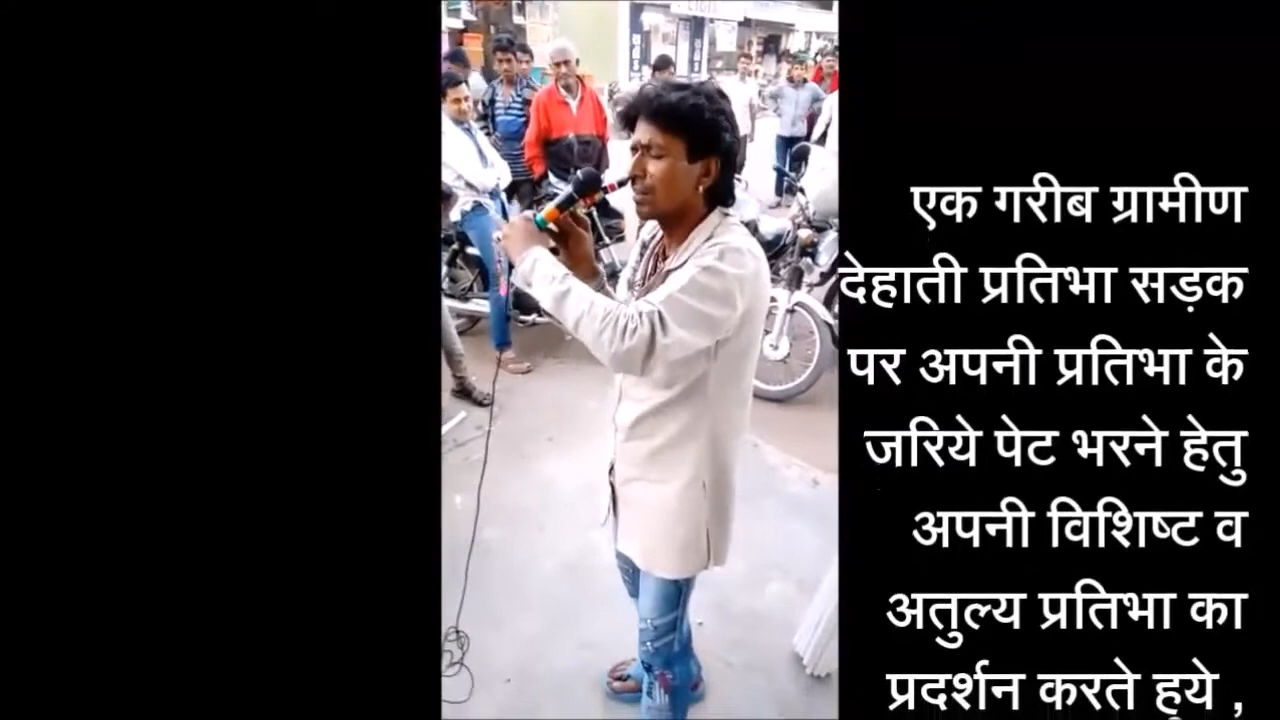 एक गरीब ग्रामीण
देहाती प्रतिभा सड़क
पर अपनी प्रतिभा के
जरिये पेट भरने हेतु
अपनी विशिष्ट व
अतुल्य प्रतिभा का
प्रदर्शन करते हुये ,